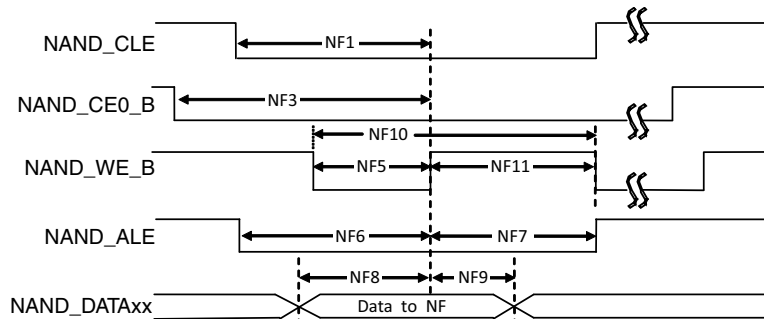 NAND_CLE
NF1
NAND_CE0_B
NF3
NF10
NAND_WE_B
NF5
NF11
NAND_ALE
NF6
NF7
NF8
NF9
NAND_DATAxx
Data to NF